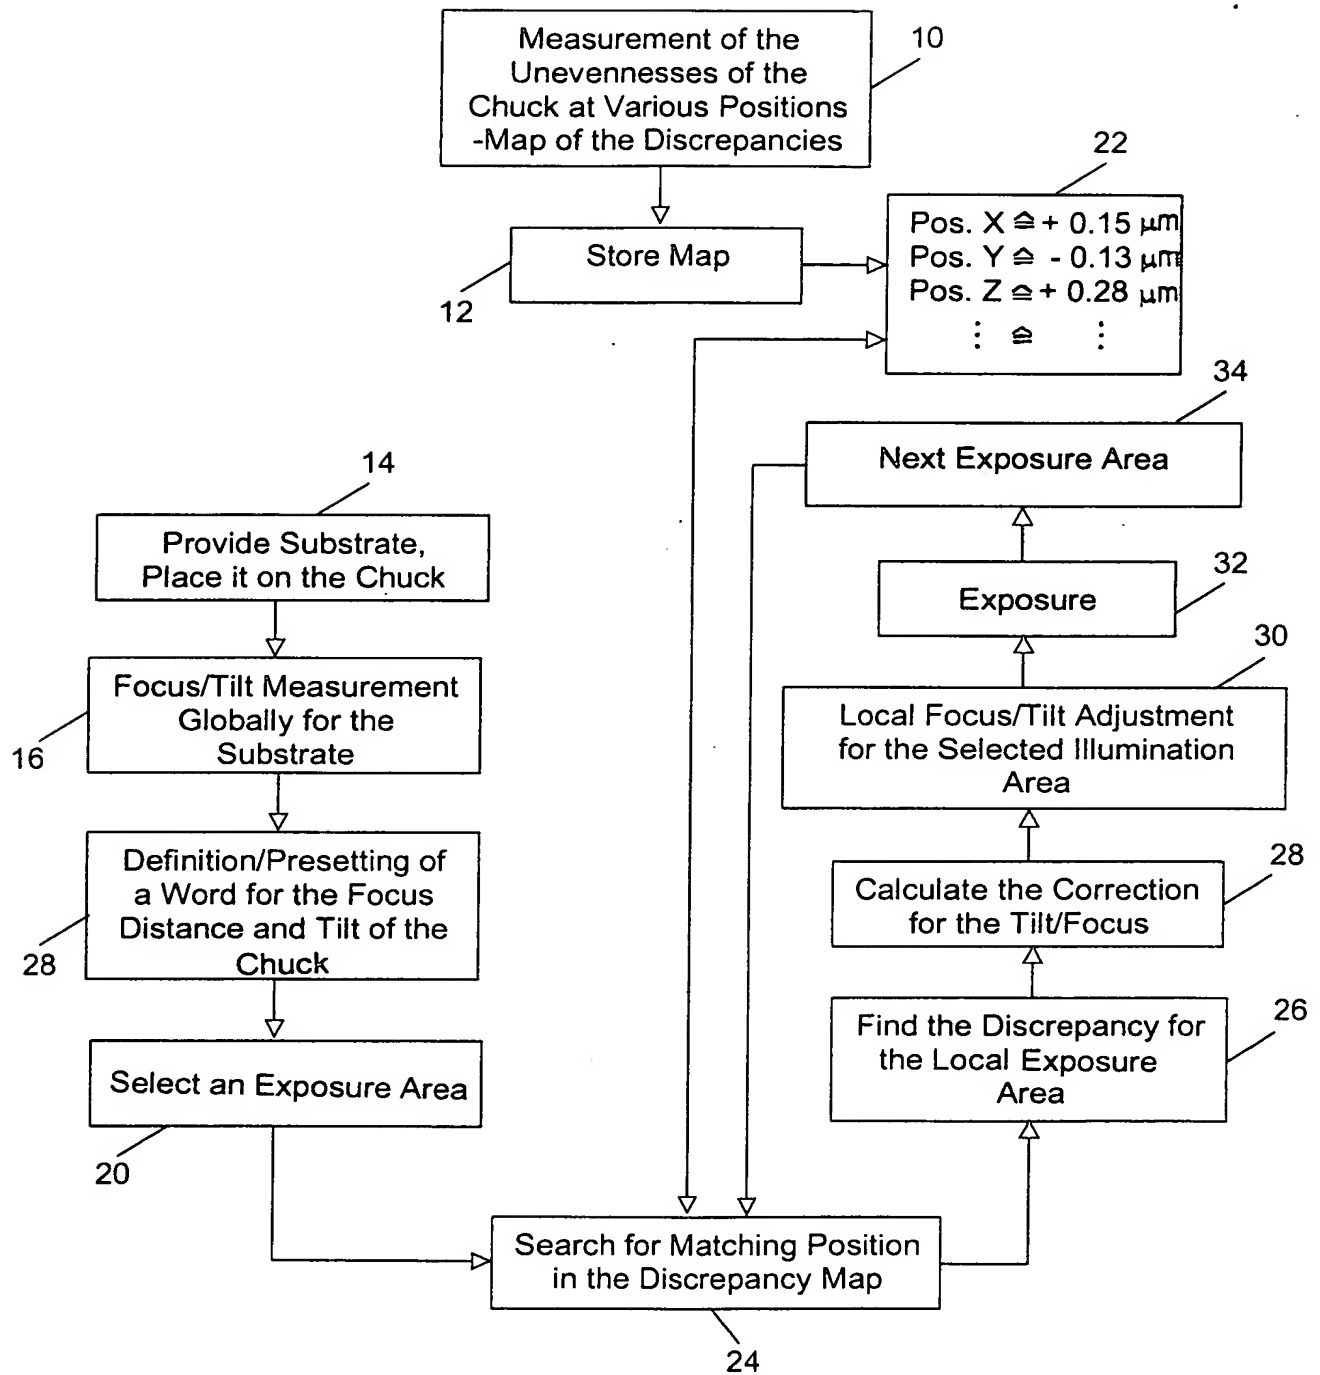 Measurement of the
Unevennesses of the
Chuck at Various Positions
-Map of the Discrepancies
10
Store Map
12
22
Pos. X ≙ + 0.15 µm
Pos. Y ≙ - 0.13 µm
Pos. Z ≙ + 0.28 µm
⋮ ≙ ⋮
14
Provide Substrate,
Place it on the Chuck
Focus/Tilt Measurement
Globally for the
Substrate
16
Definition/Presetting of
a Word for the Focus
Distance and Tilt of the
Chuck
28
Select an Exposure Area
20
Search for Matching Position
in the Discrepancy Map
24
Find the Discrepancy for
the Local Exposure
Area
26
Calculate the Correction
for the Tilt/Focus
28
Local Focus/Tilt Adjustment
for the Selected Illumination
Area
30
Exposure
32
Next Exposure Area
34